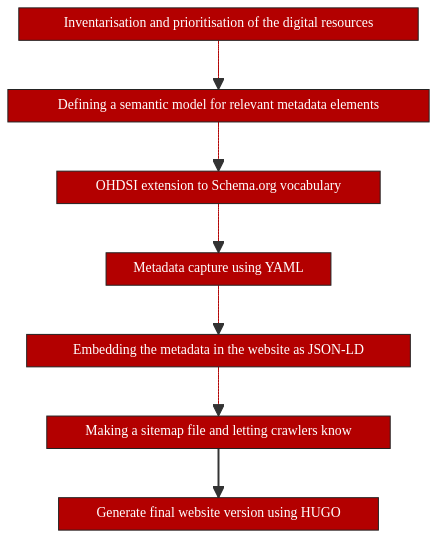 Inventarisation and prioritisation of the digital resources
Defining a semantic model for relevant metadata elements
OHDSI extension to Schema.org vocabulary
Metadata capture using YAML
Embedding the metadata in the website as JSON-LD
Making a sitemap file and letting crawlers know
Generate final website version using HUGO